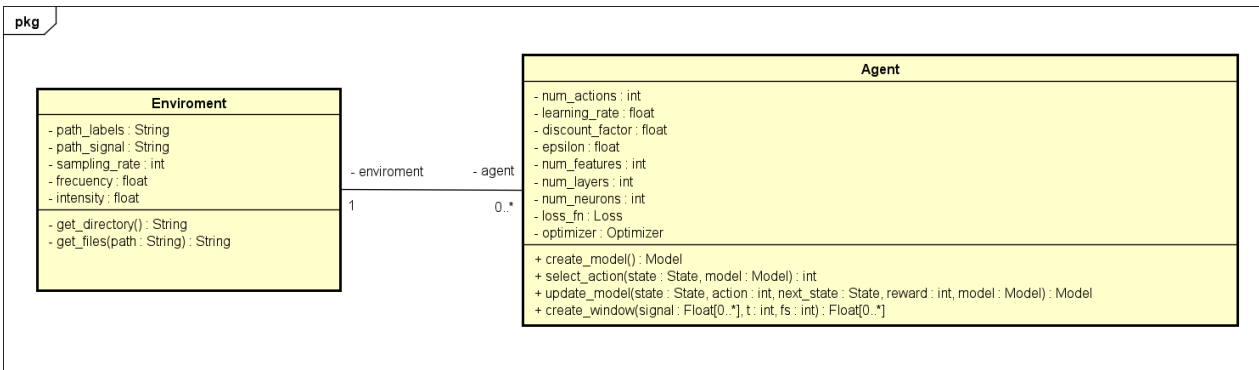 pkg
Enviroment
- path_labels : String
- path_signal : String
- sampling_rate : int
- frecuency : float
- intensity : float
- get_directory() : String
- get_files(path : String) : String
- enviroment
1
- agent
0..*
Agent
- num_actions : int
- learning_rate : float
- discount_factor : float
- epsilon : float
- num_features : int
- num_layers : int
- num_neurons : int
- loss_fn : Loss
- optimizer : Optimizer
+ create_model() : Model
+ select_action(state : State, model : Model) : int
+ update_model(state : State, action : int, next_state : State, reward : int, model : Model) : Model
+ create_window(signal : Float[0..*], t : int, fs : int) : Float[0..*]